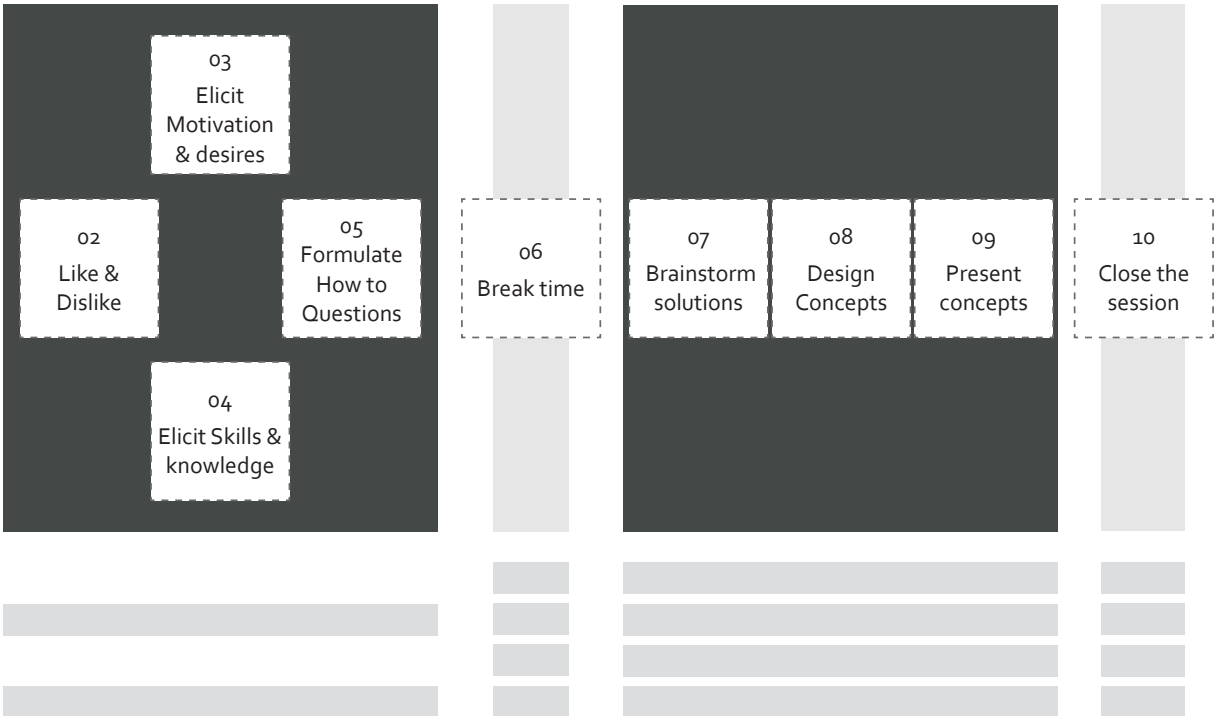 03
Elicit
Motivation
& desires
02
Like &
Dislike
05
Formulate
How to
Questions
04
Elicit Skills &
knowledge
06
Break time
07
Brainstorm
solutions
08
Design
Concepts
09
Present
concepts
10
Close the
session